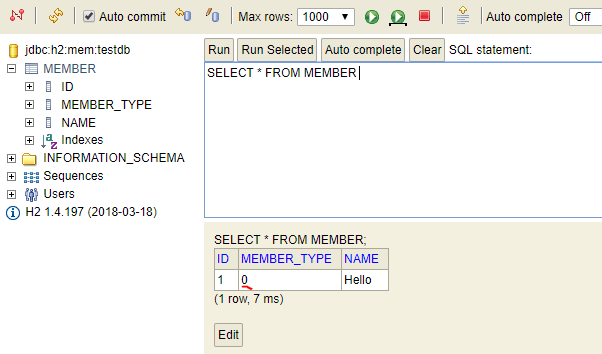 Auto commit Max rows: 1000 Auto complete Off
jdbc:h2:mem:testdb
MEMBER
ID
MEMBER_TYPE
NAME
Indexes
INFORMATION_SCHEMA
Sequences
Users
H2 1.4.197 (2018-03-18)
Run Run Selected Auto complete Clear SQL statement:
SELECT * FROM MEMBER
SELECT * FROM MEMBER;
ID MEMBER_TYPE NAME
1 0 Hello
(1 row, 7 ms)
Edit